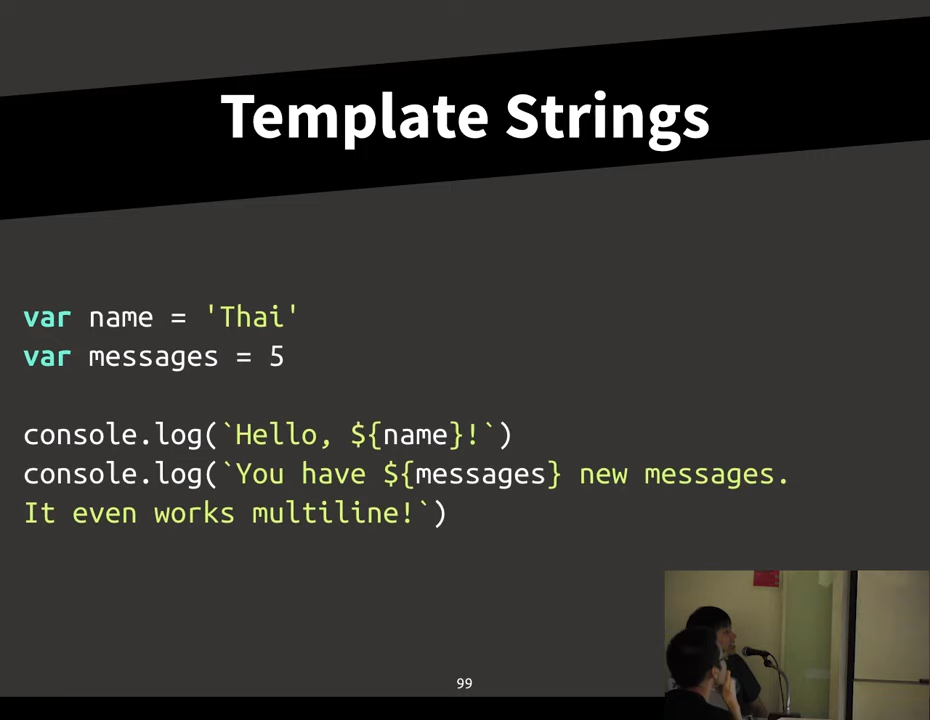 Template Strings
var name = 'Thai'
var messages = 5
console.log(`Hello, ${name}!`)
console.log(`You have ${messages} new messages.
It even works multiline!`)
99